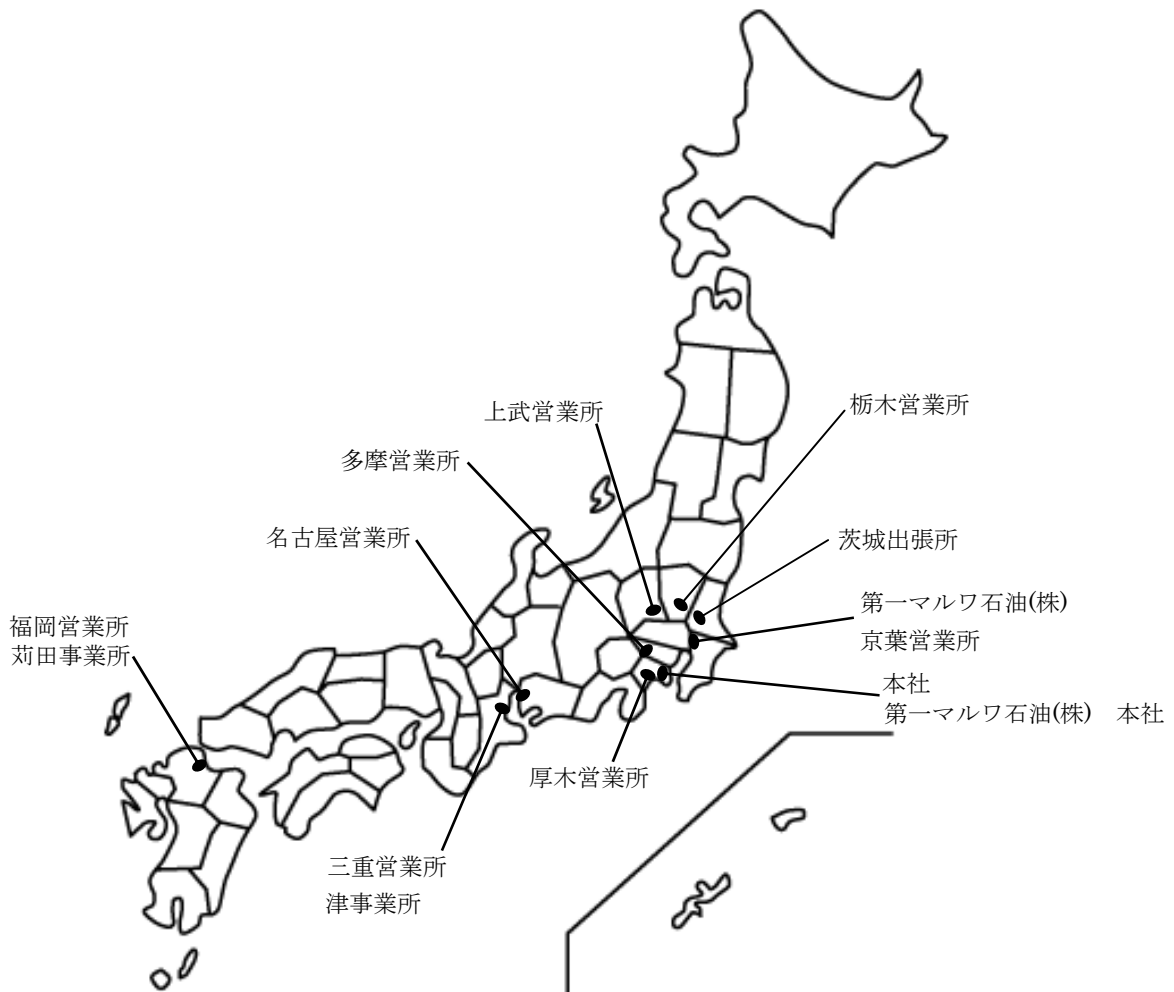 栃木営業所
上武営業所
多摩営業所
名古屋営業所
茨城出張所
第一マルワ石油(株)
京葉営業所
福岡営業所
苅田事業所
本社
第一マルワ石油(株)　本社
厚木営業所
三重営業所
津事業所